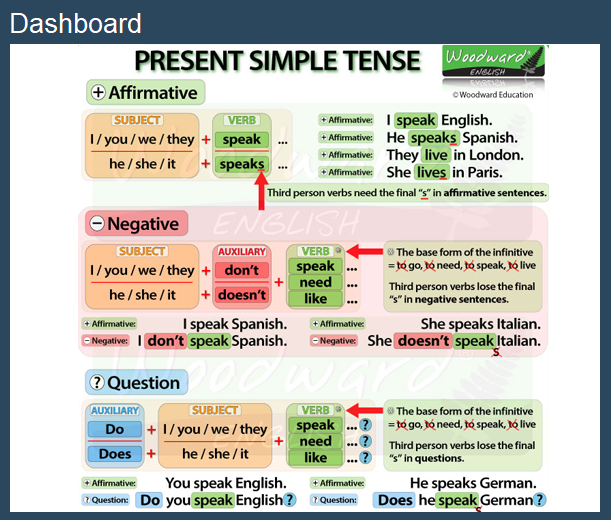 Dashboard
PRESENT SIMPLE TENSE
Woodward®
ENGLISH
© Woodward Education
+ Affirmative
SUBJECT VERB
I / you / we / they + speak ...
he / she / it + speaks ...
+ Affirmative: I speak English.
+ Affirmative: He speaks Spanish.
+ Affirmative: They live in London.
+ Affirmative: She lives in Paris.
Third person verbs need the final "s" in affirmative sentences.
− Negative
SUBJECT AUXILIARY VERB
I / you / we / they + don't + speak ...
he / she / it + doesn't need ...
like ...
The base form of the infinitive
= to go, to need, to speak, to live
Third person verbs lose the final
"s" in negative sentences.
+ Affirmative: I speak Spanish.
− Negative: I don't speak Spanish.
+ Affirmative: She speaks Italian.
− Negative: She doesn't speak Italian.
s
? Question
AUXILIARY SUBJECT VERB
Do + I / you / we / they + speak ... ?
Does he / she / it need ... ?
like ... ?
The base form of the infinitive
= to go, to need, to speak, to live
Third person verbs lose the final
"s" in questions.
+ Affirmative: You speak English.
? Question: Do you speak English ?
+ Affirmative: He speaks German.
? Question: Does he speak German ?
s
Woodward
ENGLISH